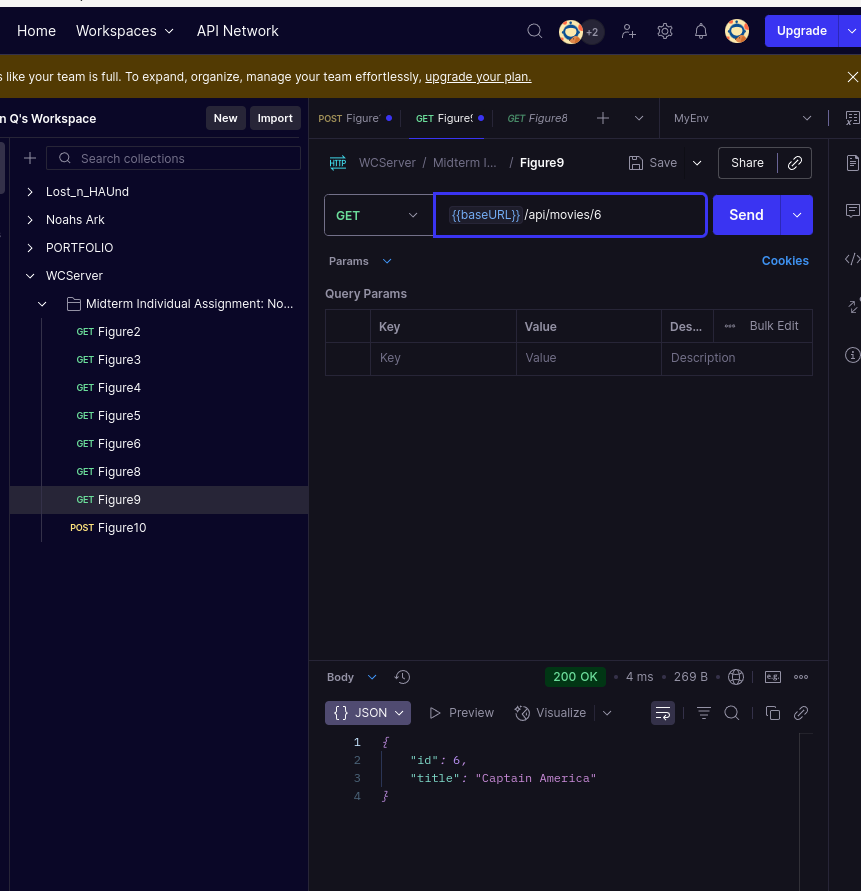 Home Workspaces API Network +2 Upgrade
s like your team is full. To expand, organize, manage your team effortlessly, upgrade your plan.
n Q's Workspace New Import
Search collections
Lost_n_HAUnd
Noahs Ark
PORTFOLIO
WCServer
Midterm Individual Assignment: No...
GET Figure2
GET Figure3
GET Figure4
GET Figure5
GET Figure6
GET Figure8
GET Figure9
POST Figure10
POST Figure GET Figure GET Figure8 MyEnv
HTTP WCServer / Midterm I... / Figure9 Save Share
GET {{baseURL}}/api/movies/6 Send
Params Cookies
Query Params
Key Value Des... Bulk Edit
Key Value Description
Body 200 OK 4 ms 269 B e.g.
{} JSON Preview Visualize
1 {
2 "id": 6,
3 "title": "Captain America"
4 }